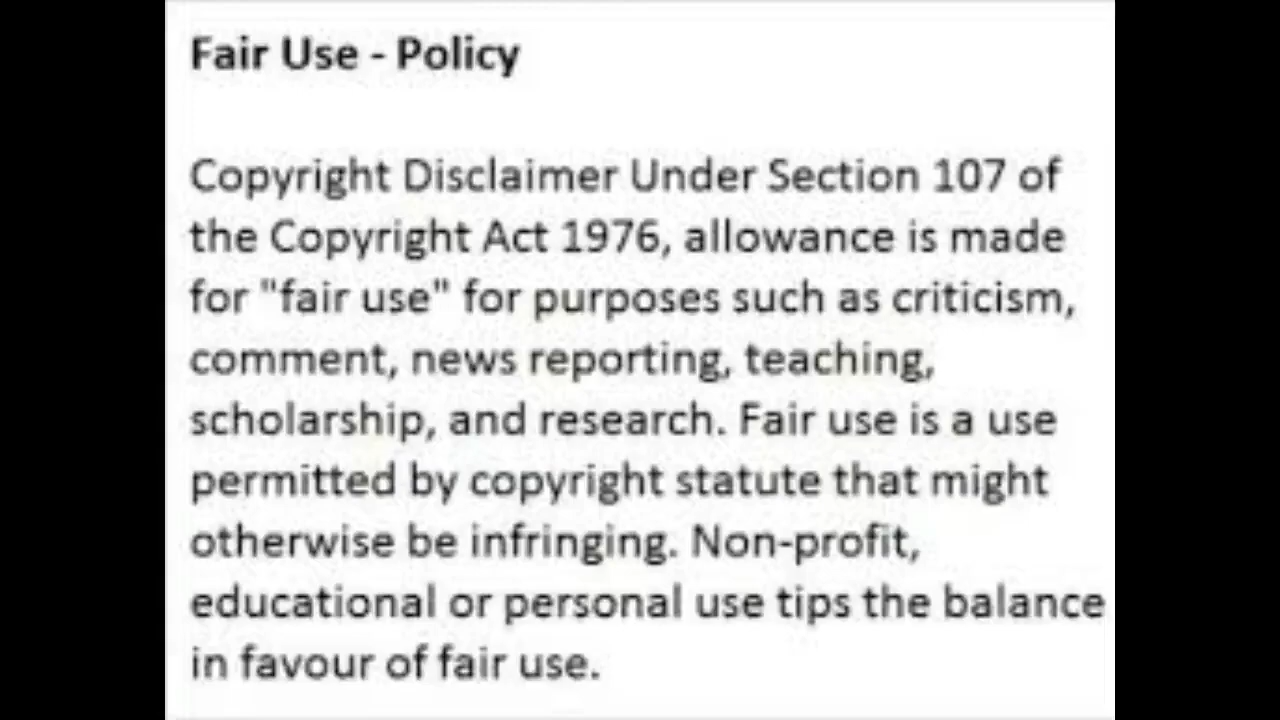 Fair Use - Policy
Copyright Disclaimer Under Section 107 of
the Copyright Act 1976, allowance is made
for "fair use" for purposes such as criticism,
comment, news reporting, teaching,
scholarship, and research. Fair use is a use
permitted by copyright statute that might
otherwise be infringing. Non-profit,
educational or personal use tips the balance
in favour of fair use.